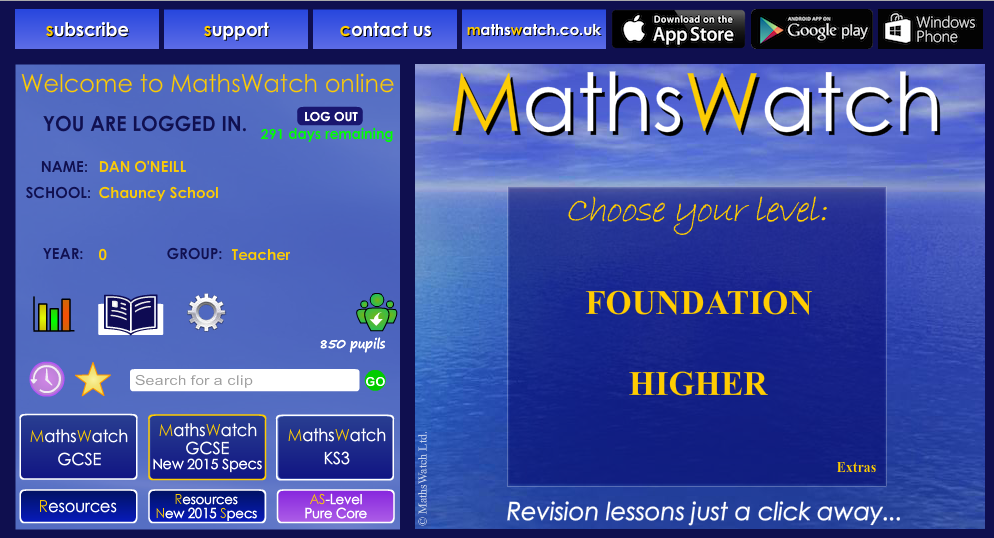 subscribe
support
contact us
mathswatch.co.uk
Download on the
App Store
ANDROID APP ON
Google play
Windows
Phone
Welcome to MathsWatch online
YOU ARE LOGGED IN.
LOG OUT
291 days remaining
NAME: DAN O'NEILL
SCHOOL: Chauncy School
YEAR: 0 GROUP: Teacher
850 pupils
Search for a clip
GO
MathsWatch
GCSE
MathsWatch
GCSE
New 2015 Specs
MathsWatch
KS3
Resources
Resources
New 2015 Specs
AS-Level
Pure Core
MathsWatch
Choose your level:
FOUNDATION
HIGHER
Extras
© MathsWatch Ltd.
Revision lessons just a click away...